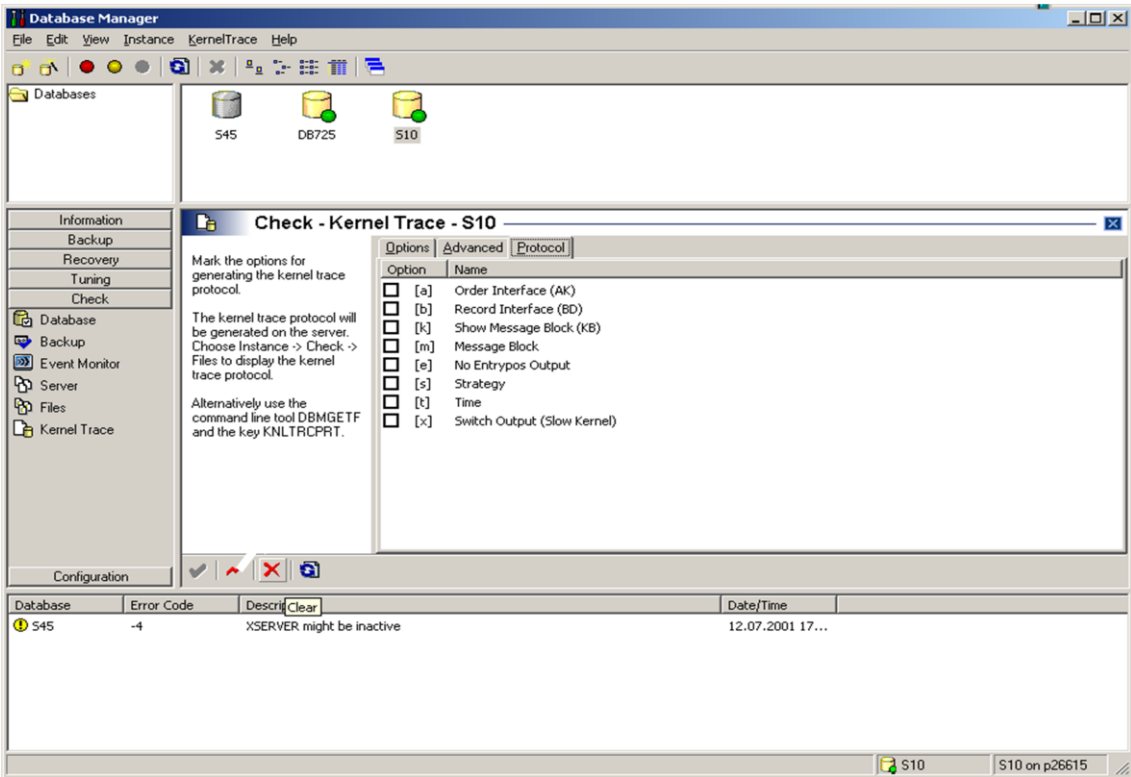 Database Manager
File Edit View Instance KernelTrace Help
Databases
S45 DB725 S10
Information
Backup
Recovery
Tuning
Check
Database
Backup
Event Monitor
Server
Files
Kernel Trace
Configuration
Check - Kernel Trace - S10
Mark the options for
generating the kernel trace
protocol.
The kernel trace protocol will
be generated on the server.
Choose Instance -> Check ->
Files to display the kernel
trace protocol.
Alternatively use the
command line tool DBMGETF
and the key KNLTRCPRT.
Options Advanced Protocol
Option Name
[a] Order Interface (AK)
[b] Record Interface (BD)
[k] Show Message Block (KB)
[m] Message Block
[e] No Entrypos Output
[s] Strategy
[t] Time
[x] Switch Output (Slow Kernel)
Database Error Code Descri Date/Time
Clear
S45 -4 XSERVER might be inactive 12.07.2001 17...
S10 S10 on p26615